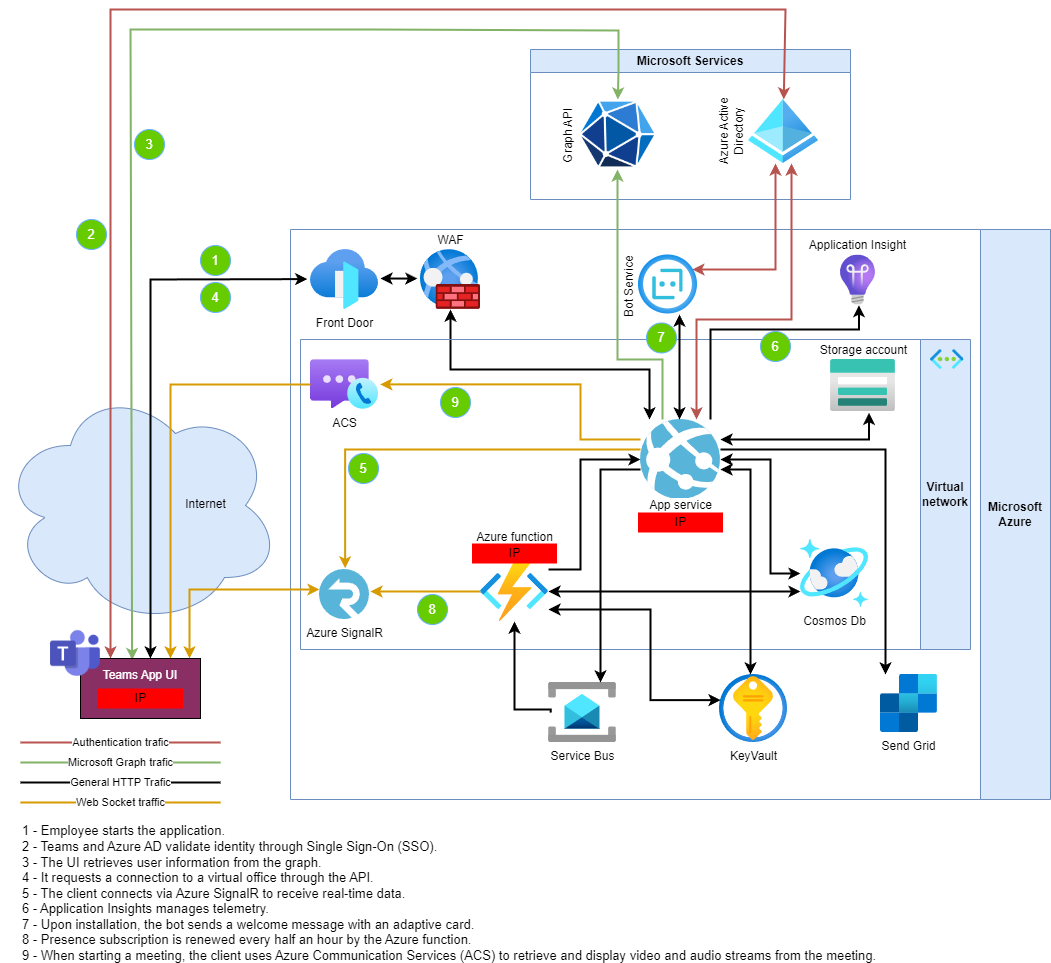 Microsoft Services
Graph API
Azure Active
Directory
3
2
1
4
Front Door
WAF
Bot Service
Application Insight
7
6
Storage account
ACS
9
Internet
5
App service
IP
Virtual
network
Microsoft
Azure
Azure function
IP
8
Azure SignalR
Cosmos Db
T
Teams App UI
IP
Service Bus
KeyVault
Send Grid
Authentication trafic
Microsoft Graph trafic
General HTTP Trafic
Web Socket traffic
1 - Employee starts the application.
2 - Teams and Azure AD validate identity through Single Sign-On (SSO).
3 - The UI retrieves user information from the graph.
4 - It requests a connection to a virtual office through the API.
5 - The client connects via Azure SignalR to receive real-time data.
6 - Application Insights manages telemetry.
7 - Upon installation, the bot sends a welcome message with an adaptive card.
8 - Presence subscription is renewed every half an hour by the Azure function.
9 - When starting a meeting, the client uses Azure Communication Services (ACS) to retrieve and display video and audio streams from the meeting.